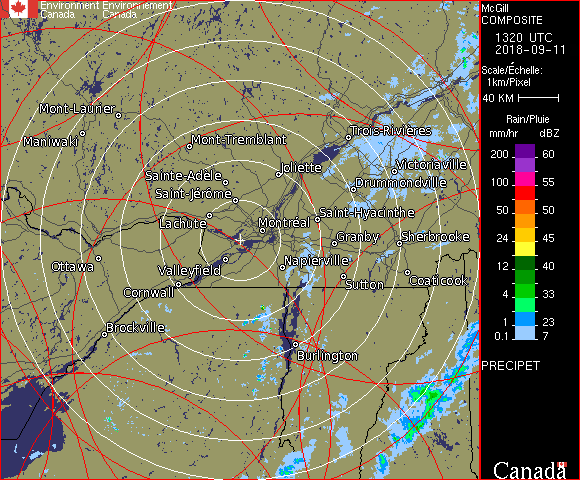 Environment Environnement
Canada Canada
McGill
COMPOSITE
1320 UTC
2018-09-11
Scale/Échelle:
1km/Pixel
40 KM
Rain/Pluie
mm/hr dBZ
200 60
100 55
50 50
24 45
12 40
4 33
1 23
0.1 7
PRECIPET
Canada
Mont-Laurier
Maniwaki
Mont-Tremblant
Trois-Rivières
Joliette
Victoriaville
Sainte-Adèle
Drummondville
Saint-Jérôme
Lachute
Saint-Hyacinthe
Montréal
Granby
Sherbrooke
Ottawa
Valleyfield
Napierville
Cornwall
Sutton
Coaticook
Brockville
Burlington